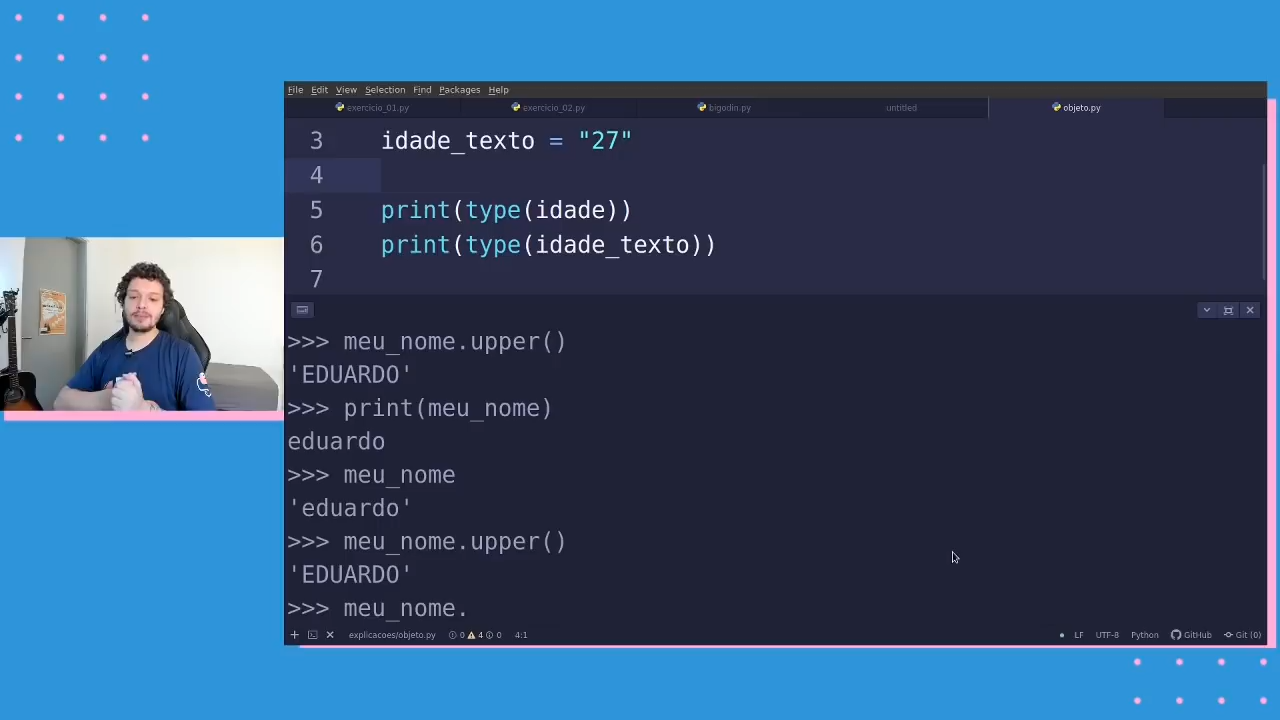 File Edit View Selection Find Packages Help
exercicio_01.py exercicio_02.py bigodin.py untitled objeto.py
3 idade_texto = "27"
4
5 print(type(idade))
6 print(type(idade_texto))
7
>>> meu_nome.upper()
'EDUARDO'
>>> print(meu_nome)
eduardo
>>> meu_nome
'eduardo'
>>> meu_nome.upper()
'EDUARDO'
>>> meu_nome.
explicacoes/objeto.py 0 4 0 4:1 LF UTF-8 Python GitHub Git (0)